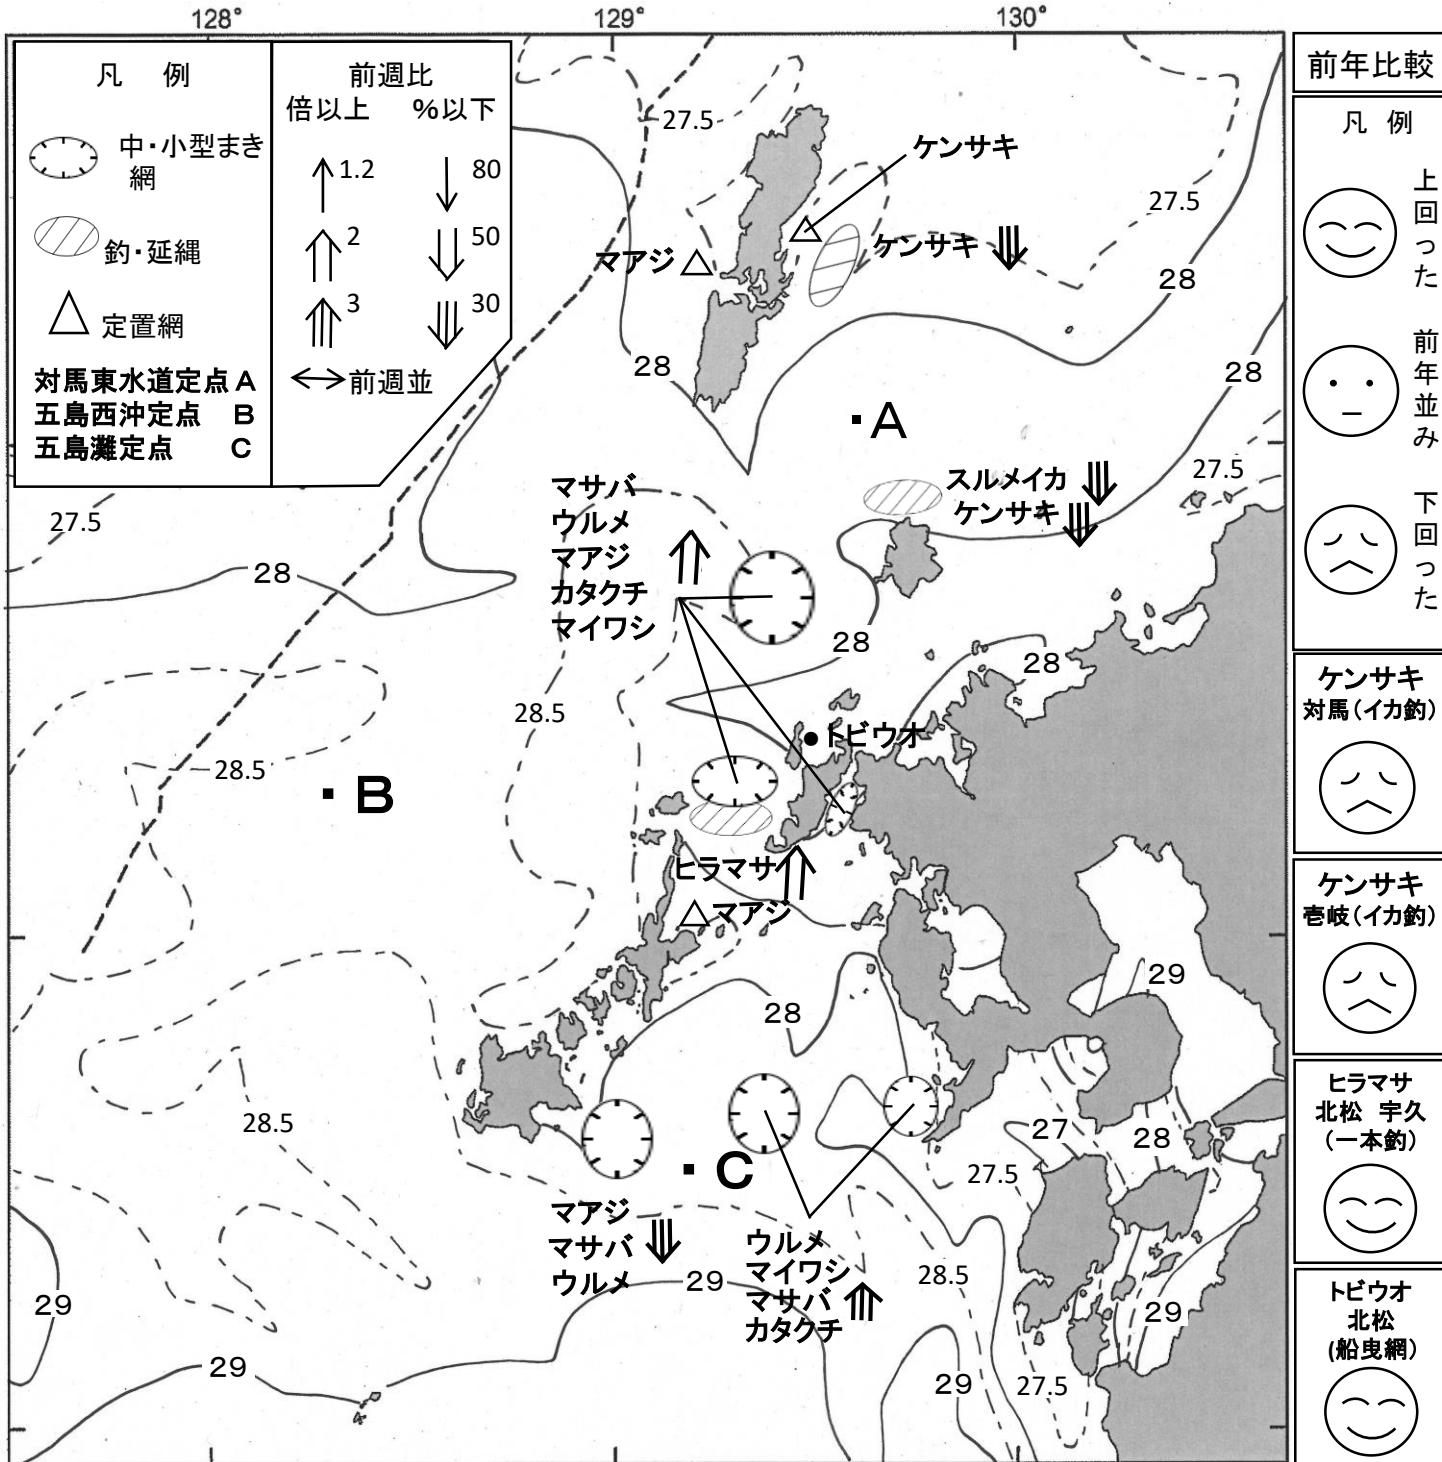 128°
129°
130°
凡 例
中・小型まき
網
釣・延縄
定置網
対馬東水道定点 A
五島西沖定点 B
五島灘定点 C
前週比
倍以上 %以下
1.2 80
2 50
3 30
前週並
27.5
ケンサキ
27.5
マアジ
ケンサキ
28
28
28
A
27.5
スルメイカ
ケンサキ
27.5
マサバ
ウルメ
マアジ
カタクチ
マイワシ
28
28
28
28.5
トビウオ
28.5
B
ヒラマサ
マアジ
29
28
28.5
27
28
27.5
C
マアジ
マサバ
ウルメ
ウルメ
マイワシ
マサバ
カタクチ
28.5
29
29
29
29
29
27.5
前年比較
凡 例
上回った
前年並み
下回った
ケンサキ
対馬（イカ釣）
ケンサキ
壱岐（イカ釣）
ヒラマサ
北松 宇久
（一本釣）
トビウオ
北松
(船曳網）